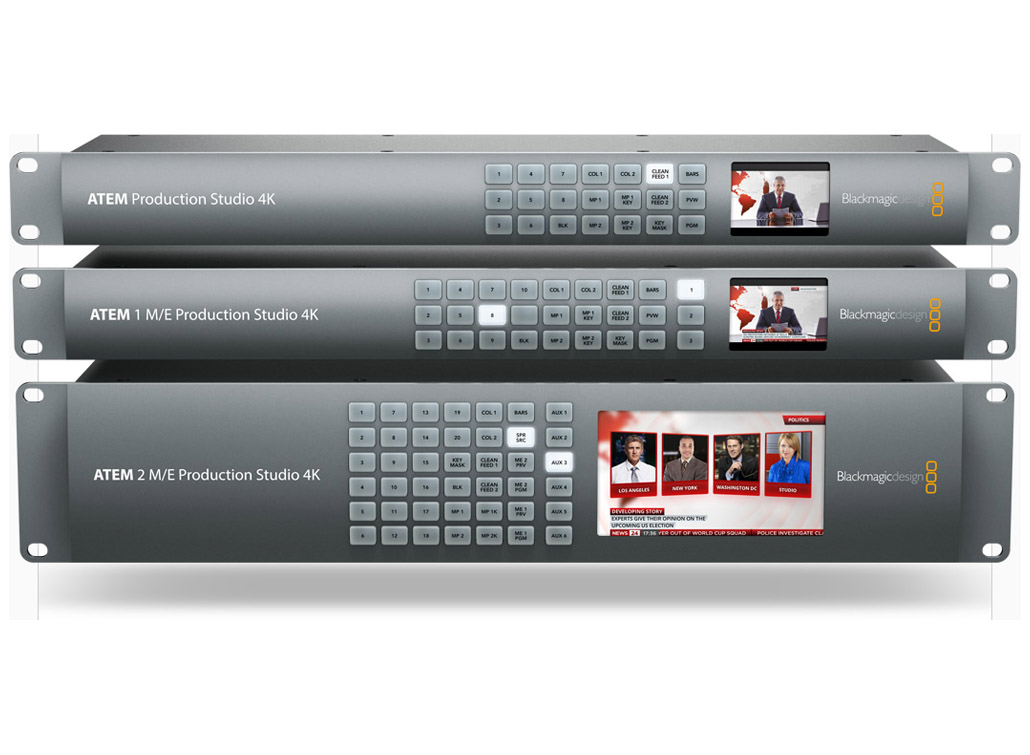 ATEM Production Studio 4K
1 4 7 COL 1 COL 2 CLEAN FEED 1 BARS
2 5 8 MP 1 MP 1 KEY CLEAN FEED 2 PVW
3 6 BLK MP 2 MP 2 KEY KEY MASK PGM
Blackmagicdesign
ATEM 1 M/E Production Studio 4K
1 4 7 10 COL 1 COL 2 CLEAN FEED 1 BARS 1
2 5 8 MP 1 MP 1 KEY CLEAN FEED 2 PVW 2
3 6 9 BLK MP 2 MP 2 KEY KEY MASK PGM 3
Blackmagicdesign
ATEM 2 M/E Production Studio 4K
1 7 13 19 COL 1 BARS AUX 1
2 8 14 20 COL 2 SPR SRC AUX 2
3 9 15 KEY MASK CLEAN FEED 1 ME 2 PRV AUX 3
4 10 16 BLK CLEAN FEED 2 ME 2 PGM AUX 4
5 11 17 MP 1 MP 1K ME 1 PRV AUX 5
6 12 18 MP 2 MP 2K ME 1 PGM AUX 6
POLITICS
LOS ANGELES NEW YORK WASHINGTON DC STUDIO
DEVELOPING STORY
EXPERTS GIVE THEIR OPINION ON THE
UPCOMING US ELECTION
NEWS 24 17:36 YER OUT OF WORLD CUP SQUAD POLICE INVESTIGATE CL
Blackmagicdesign